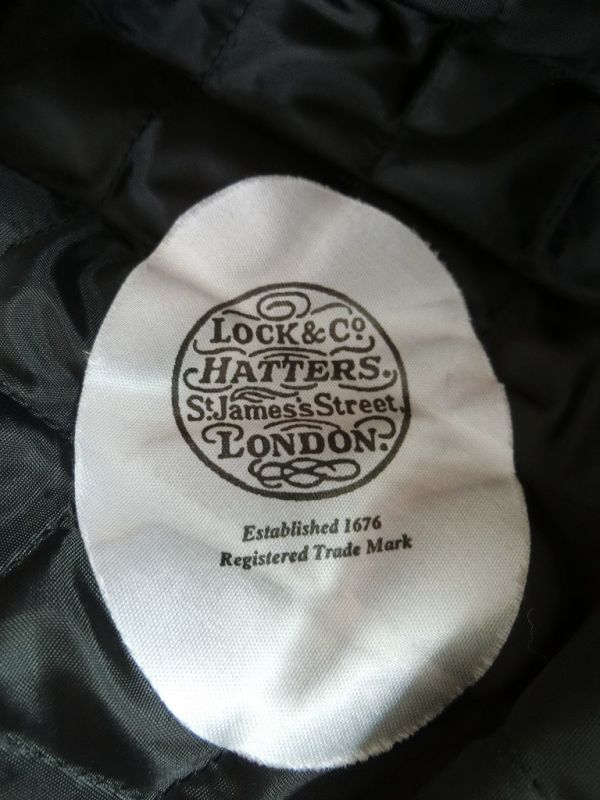 LOCK & Co.
HATTERS.
St. James's Street.
LONDON.
Established 1676
Registered Trade Mark